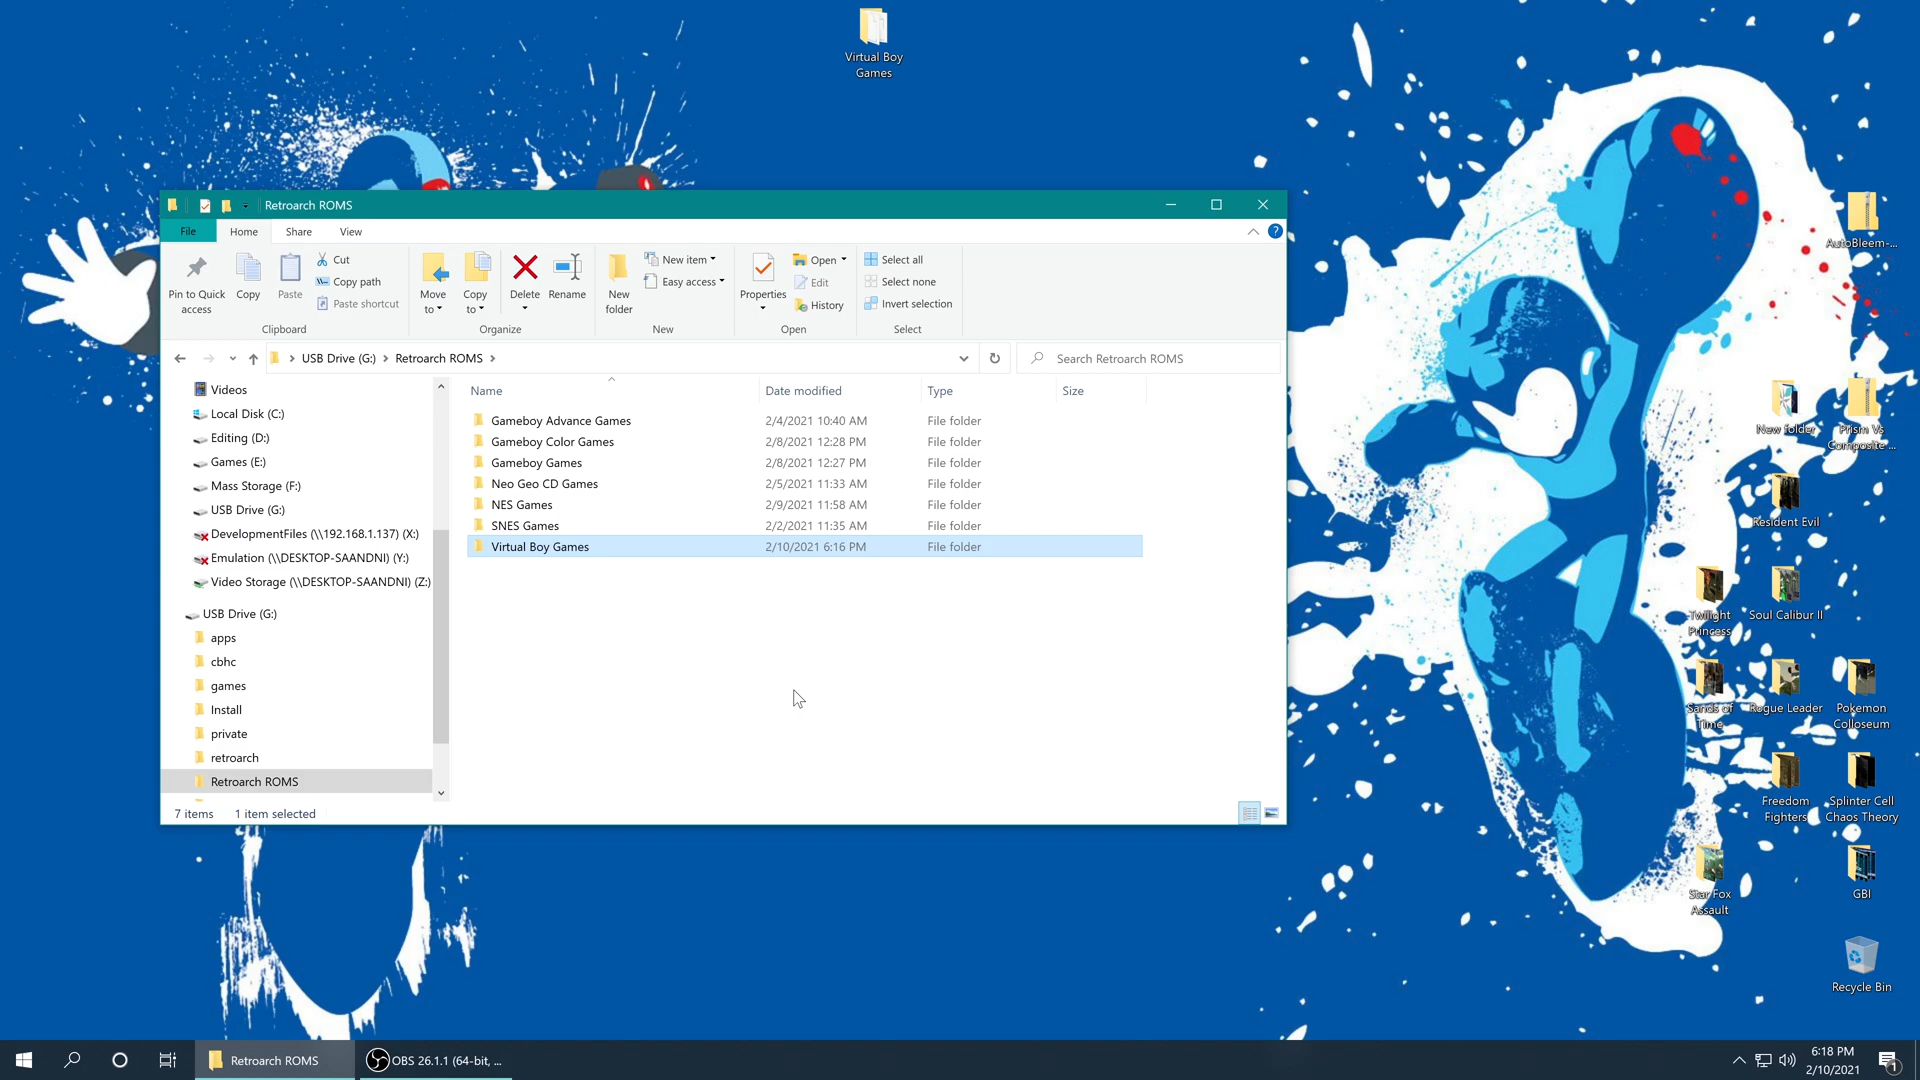 Virtual Boy
Games
Retroarch ROMS
File
Home
Share
View
Pin to Quick
access
Copy
Paste
Cut
Copy path
Paste shortcut
Clipboard
Move
to
Copy
to
Delete
Rename
Organize
New
folder
New item
Easy access
New
Properties
Open
Edit
History
Open
Select all
Select none
Invert selection
Select
USB Drive (G:)
Retroarch ROMS
Search Retroarch ROMS
Videos
Local Disk (C:)
Editing (D:)
Games (E:)
Mass Storage (F:)
USB Drive (G:)
DevelopmentFiles (\\192.168.1.137) (X:)
Emulation (\\DESKTOP-SAANDNI) (Y:)
Video Storage (\\DESKTOP-SAANDNI) (Z:)
USB Drive (G:)
apps
cbhc
games
Install
private
retroarch
Retroarch ROMS
Name Date modified Type Size
Gameboy Advance Games 2/4/2021 10:40 AM File folder
Gameboy Color Games 2/8/2021 12:28 PM File folder
Gameboy Games 2/8/2021 12:27 PM File folder
Neo Geo CD Games 2/5/2021 11:33 AM File folder
NES Games 2/9/2021 11:58 AM File folder
SNES Games 2/2/2021 11:35 AM File folder
Virtual Boy Games 2/10/2021 6:16 PM File folder
7 items 1 item selected
AutoBleem-...
New folder
Prism Vs
Composite ...
Resident Evil
Twilight
Princess
Soul Calibur II
Sands of
Time
Rogue Leader
Pokemon
Colloseum
Freedom
Fighters
Splinter Cell
Chaos Theory
Star Fox
Assault
GBI
Recycle Bin
Retroarch ROMS
OBS 26.1.1 (64-bit, ...
6:18 PM
2/10/2021
1